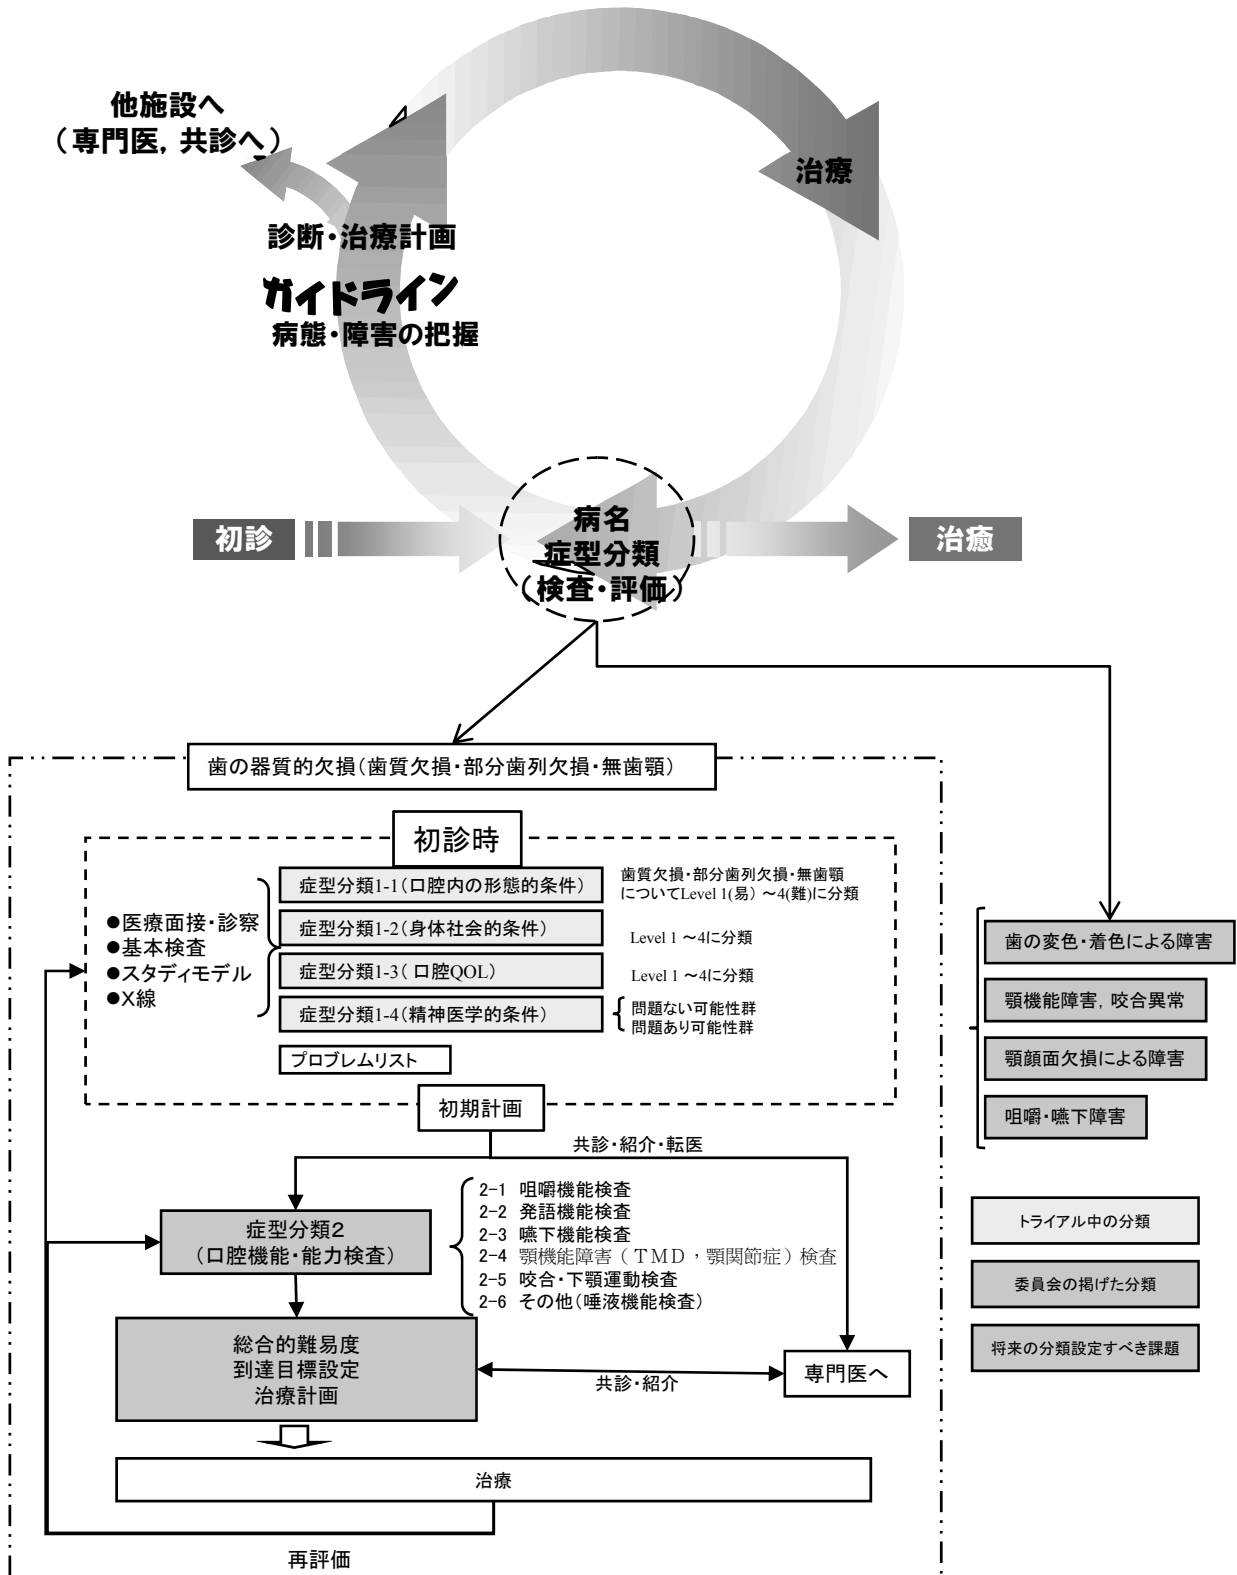 他施設へ
（専門医，共診へ）
治療
診断・治療計画
ガイドライン
病態・障害の把握
初診
病名
症型分類
（検査・評価）
治癒
歯の器質的欠損（歯質欠損・部分歯列欠損・無歯顎）
初診時
●医療面接・診察
●基本検査
●スタディモデル
●X線
症型分類1-1（口腔内の形態的条件）
歯質欠損・部分歯列欠損・無歯顎
についてLevel 1(易) ～4(難)に分類
症型分類1-2（身体社会的条件）
Level 1 ～4に分類
症型分類1-3（ 口腔QOL）
Level 1 ～4に分類
症型分類1-4（精神医学的条件）
問題ない可能性群
問題あり可能性群
プロブレムリスト
初期計画
共診・紹介・転医
症型分類2
（口腔機能・能力検査）
2-1 咀嚼機能検査
2-2 発語機能検査
2-3 嚥下機能検査
2-4 顎機能障害（ＴＭＤ，顎関節症）検査
2-5 咬合・下顎運動検査
2-6 その他（唾液機能検査）
総合的難易度
到達目標設定
治療計画
共診・紹介
専門医へ
治療
再評価
歯の変色・着色による障害
顎機能障害，咬合異常
顎顔面欠損による障害
咀嚼・嚥下障害
トライアル中の分類
委員会の掲げた分類
将来の分類設定すべき課題